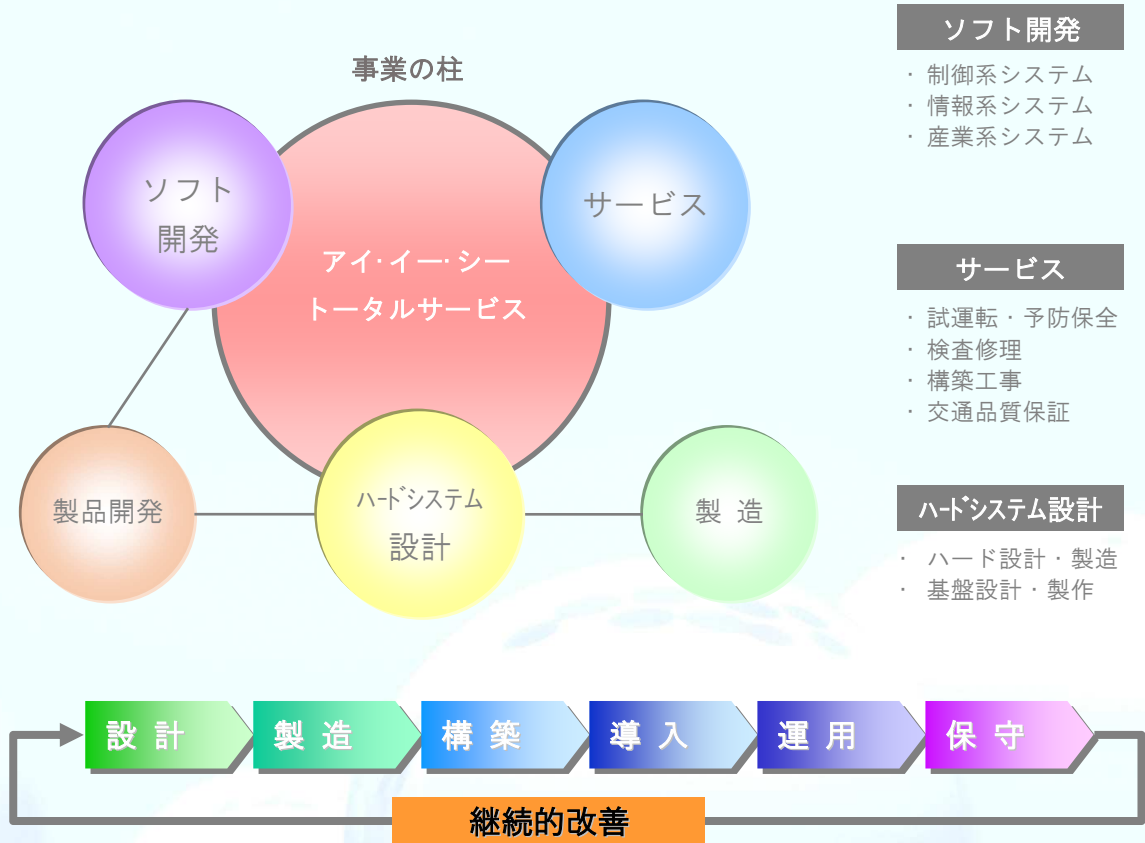 事業の柱
ソフト
開発
サービス
アイ・イー・シー
トータルサービス
製品開発
ﾊｰﾄﾞｼｽﾃﾑ
設計
製 造
ソフト開発
・ 制御系システム
・ 情報系システム
・ 産業系システム
サービス
・ 試運転・予防保全
・ 検査修理
・ 構築工事
・ 交通品質保証
ﾊｰﾄﾞｼｽﾃﾑ設計
・ ハード設計・製造
・ 基盤設計・製作
設 計
製 造
構 築
導 入
運 用
保 守
継続的改善